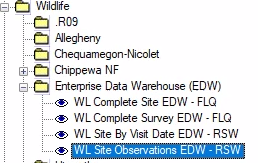 Wildlife
.R09
Allegheny
Chequamegon-Nicolet
Chippewa NF
Enterprise Data Warehouse (EDW)
WL Complete Site EDW - FLQ
WL Complete Survey EDW - FLQ
WL Site By Visit Date EDW - RSW
WL Site Observations EDW - RSW